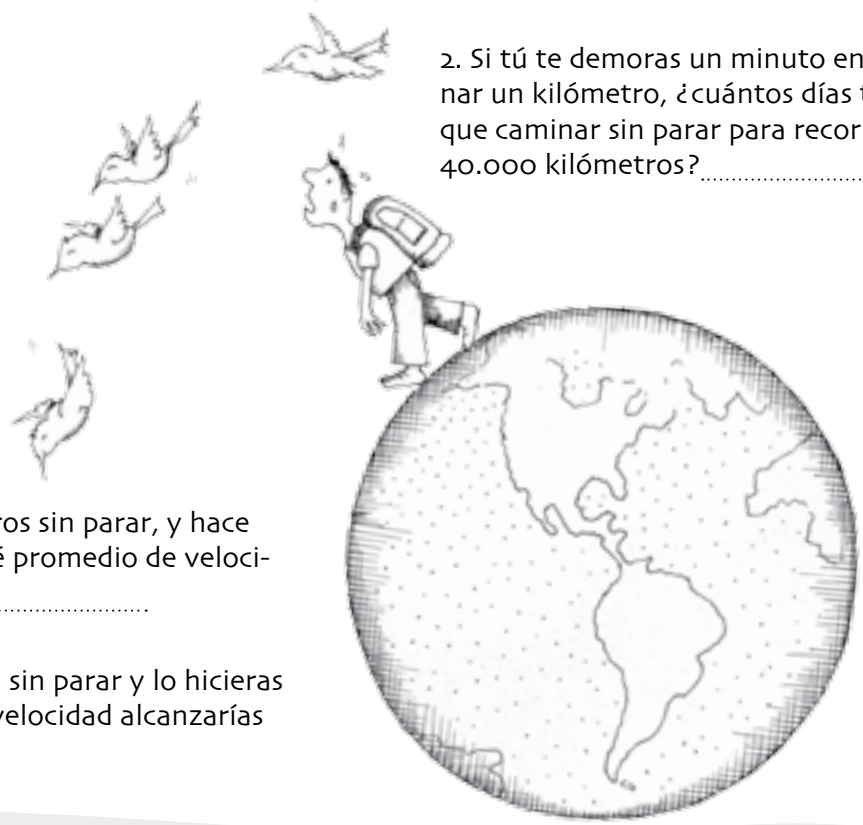 2. Si tú te demoras un minuto en
nar un kilómetro, ¿cuántos días t
que caminar sin parar para recor
40.000 kilómetros?
ros sin parar, y hace
é promedio de veloci-
sin parar y lo hicieras
velocidad alcanzarías